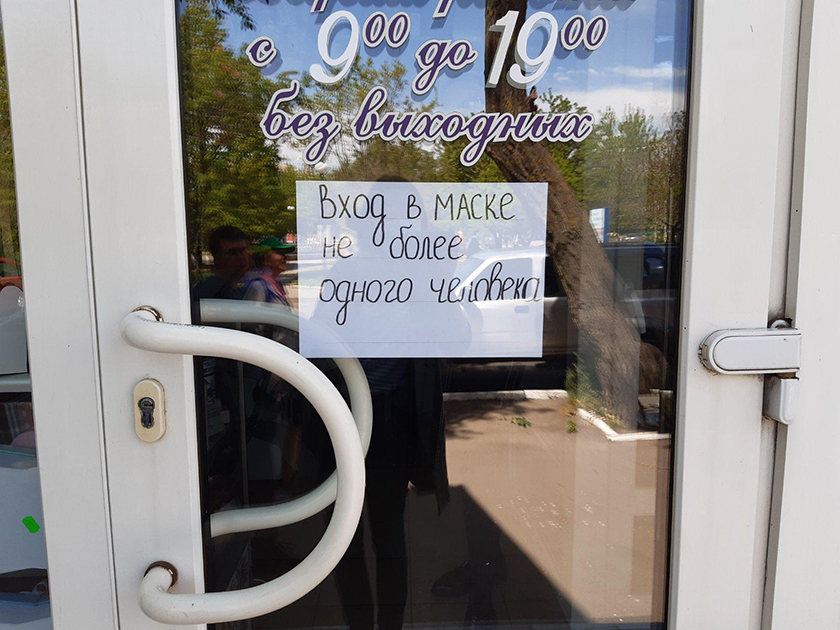 с 9⁰⁰ до 19⁰⁰
без выходных
Вход в маске
не более
одного человека